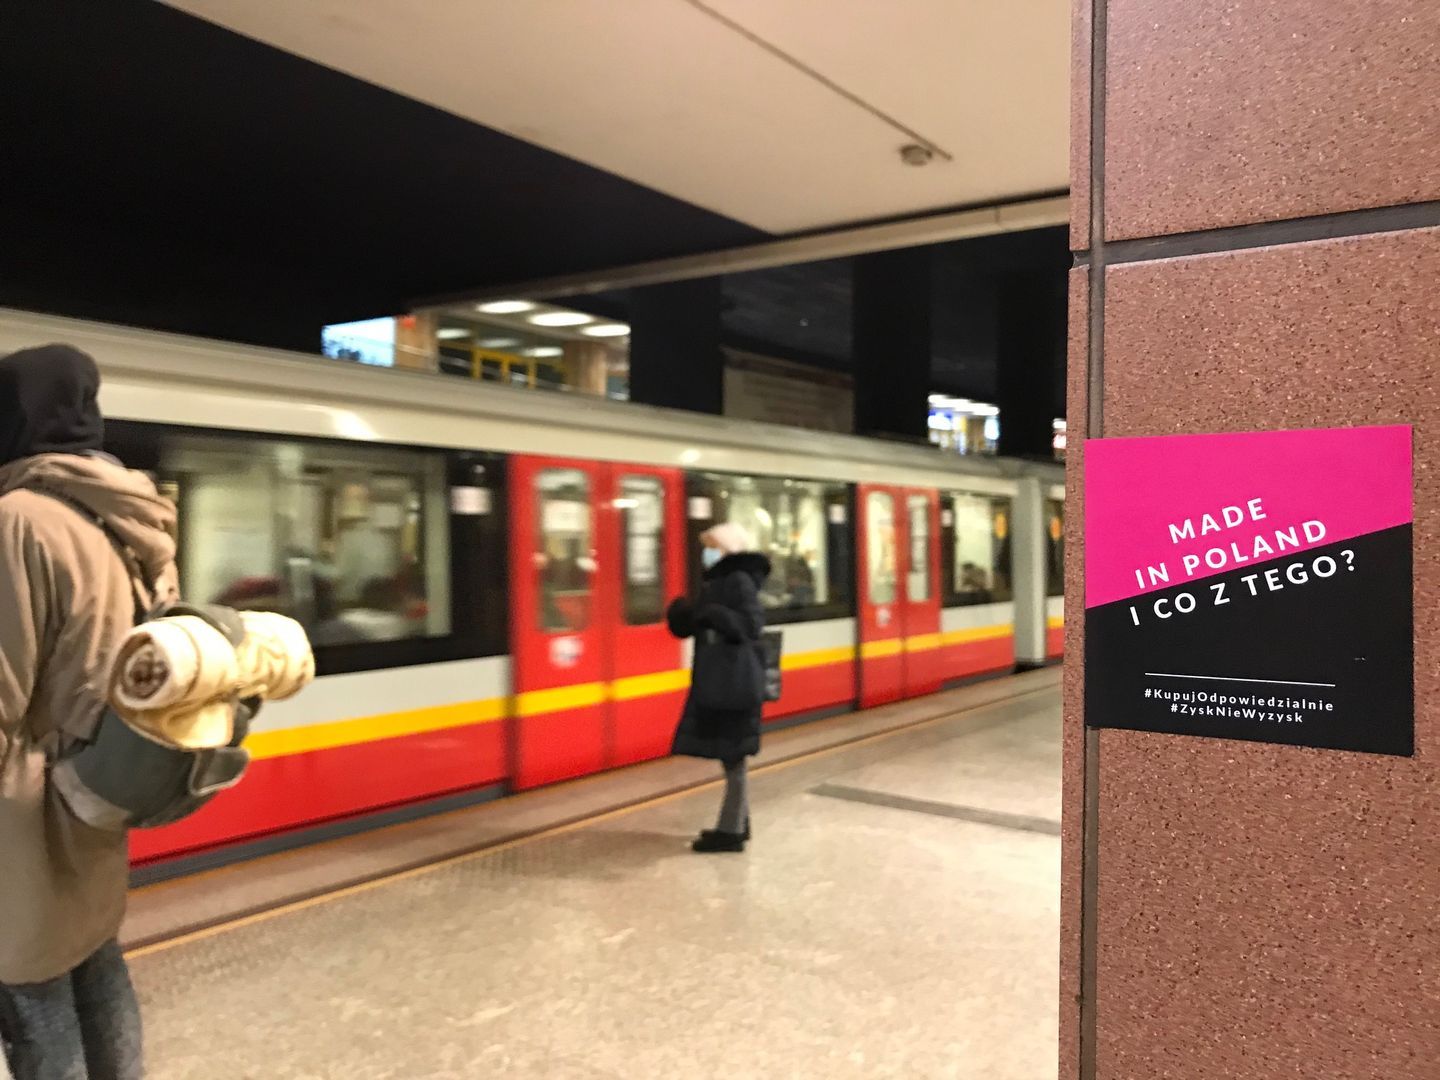 MADE
IN POLAND
I CO Z TEGO?
#KupujOdpowiedzialnie
#ZyskNieWyzysk